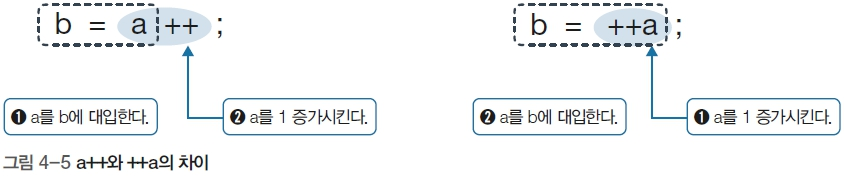 b = a++ ;
b = ++a ;
❶ a를 b에 대입한다.
❷ a를 1 증가시킨다.
❷ a를 b에 대입한다.
❶ a를 1 증가시킨다.
그림 4-5 a++와 ++a의 차이